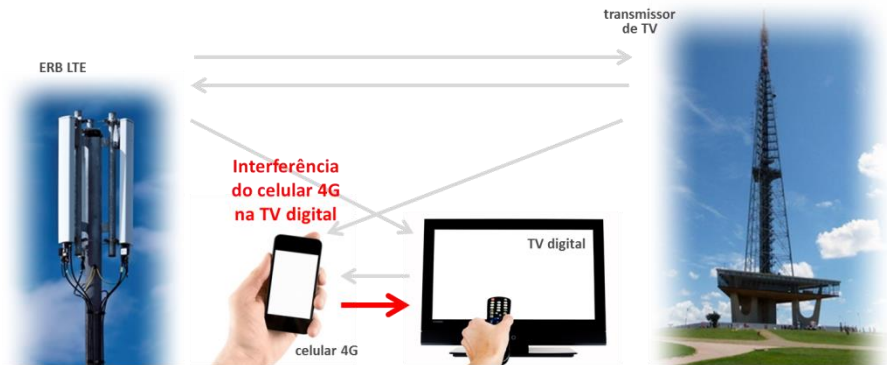 transmissor
de TV
ERB LTE
Interferência
do celular 4G
na TV digital
TV digital
celular 4G